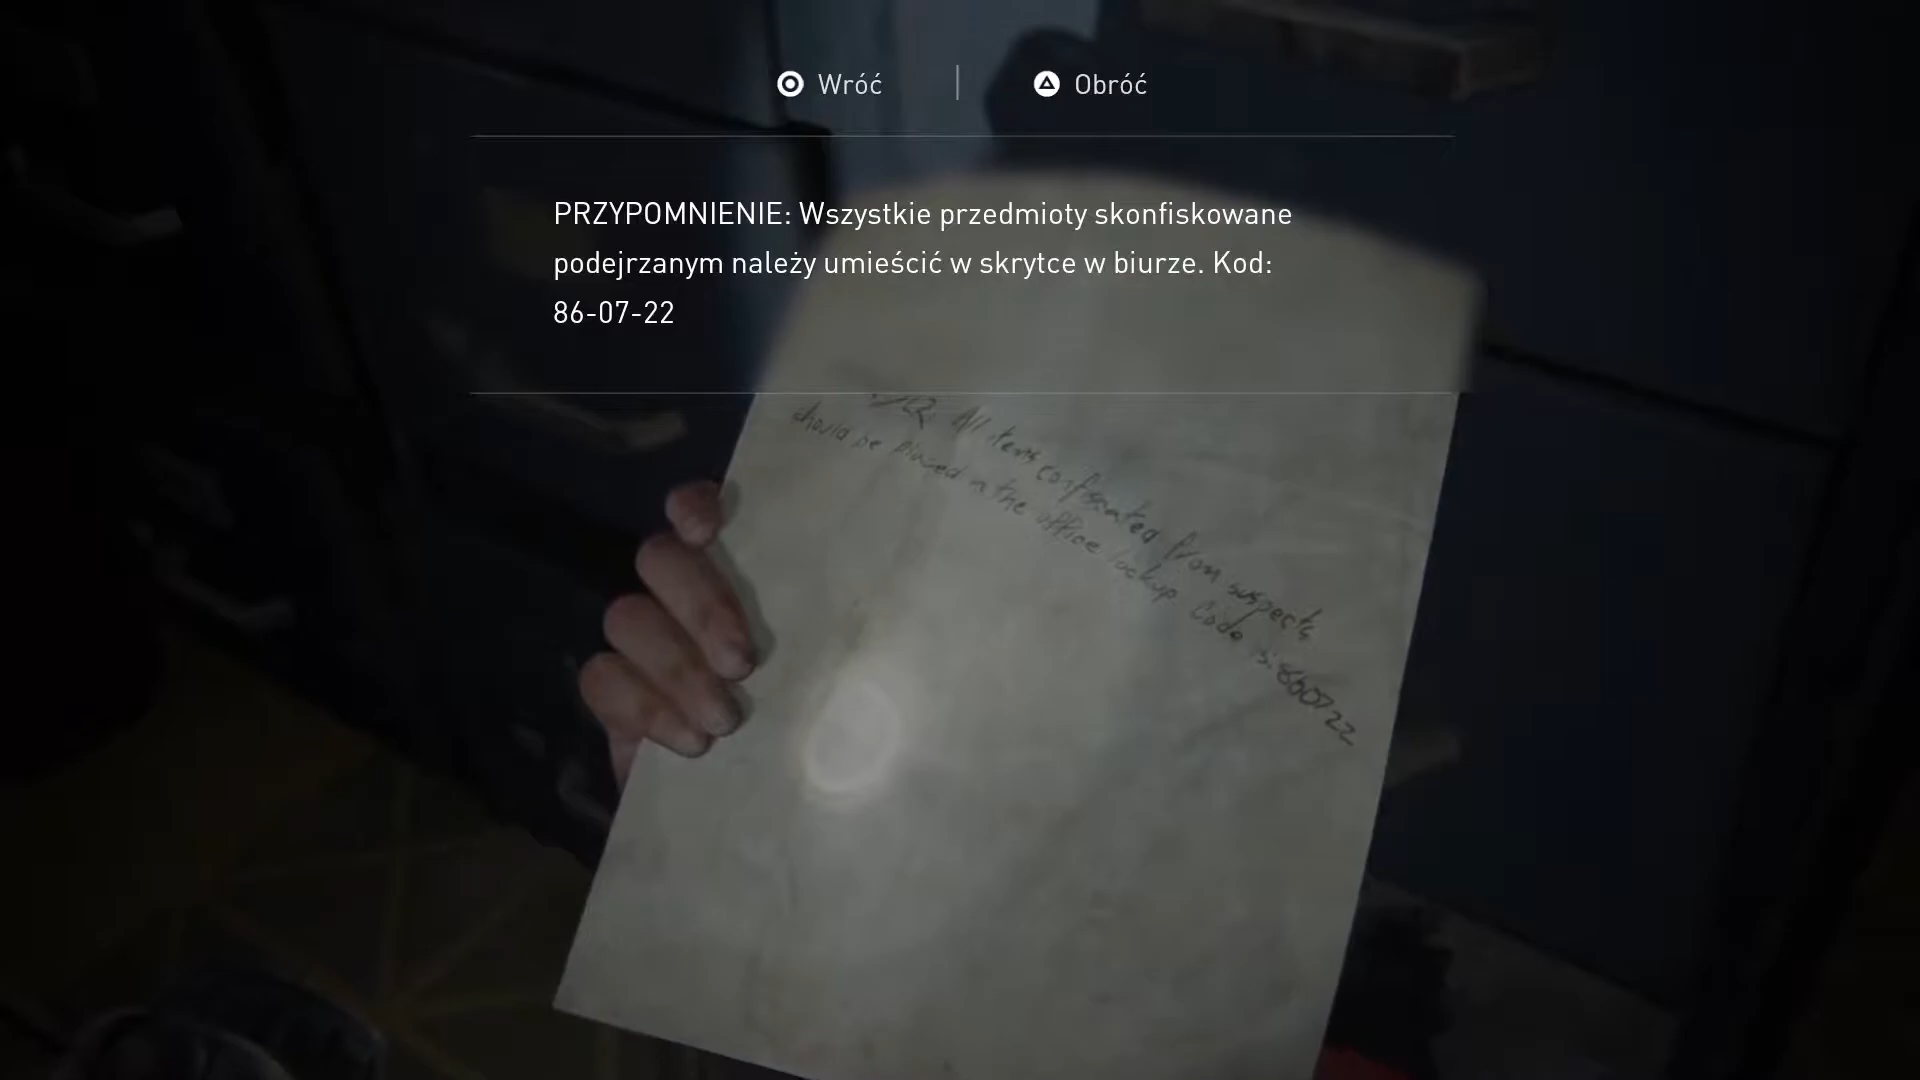 Wróć
Obróć
PRZYPOMNIENIE: Wszystkie przedmioty skonfiskowane
podejrzanym należy umieścić w skrytce w biurze. Kod:
86-07-22
All items confiscated from suspects
should be placed in the office lockup. Code is: 860722